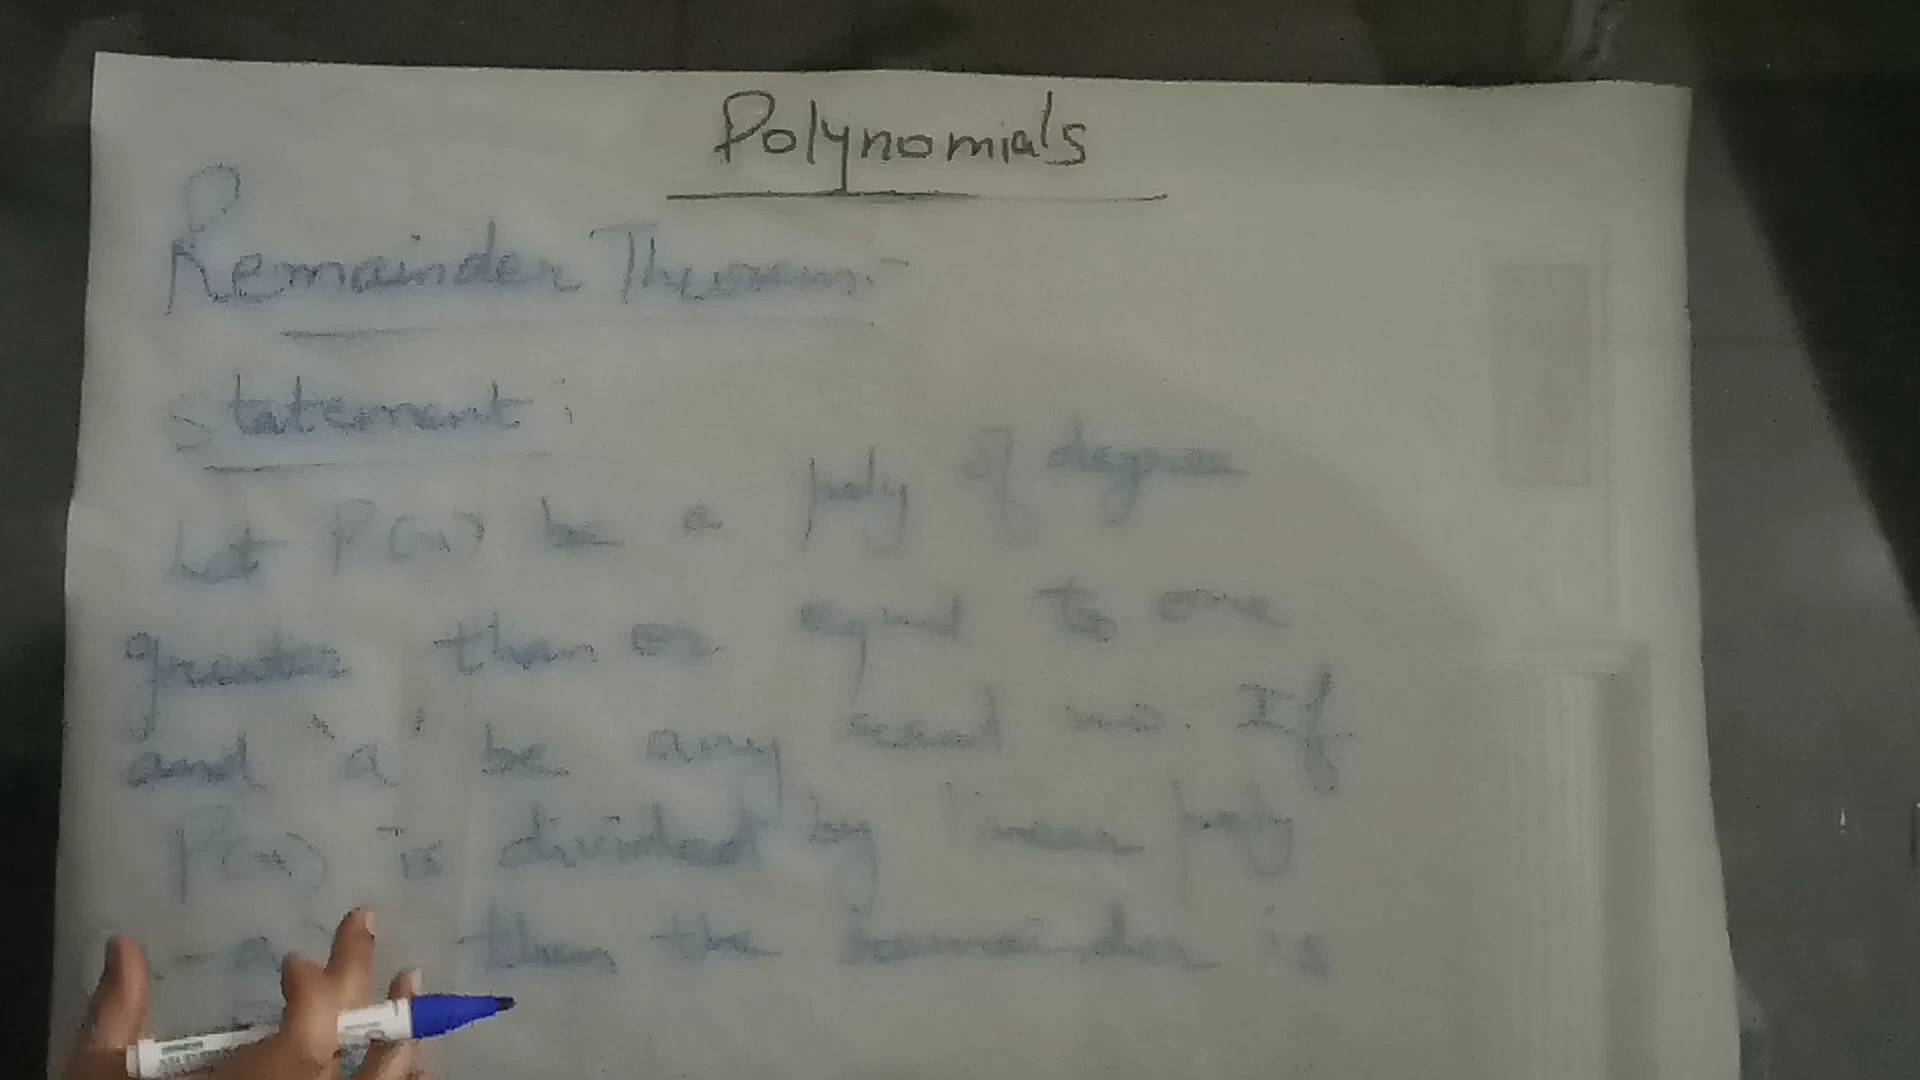 Polynomials
Remainder Theorem:-
Statement:
Let P(x) be a poly of degree
greater than or equal to one
and 'a' be any real no. If
P(x) is divided by linear poly
-a then the remainder is